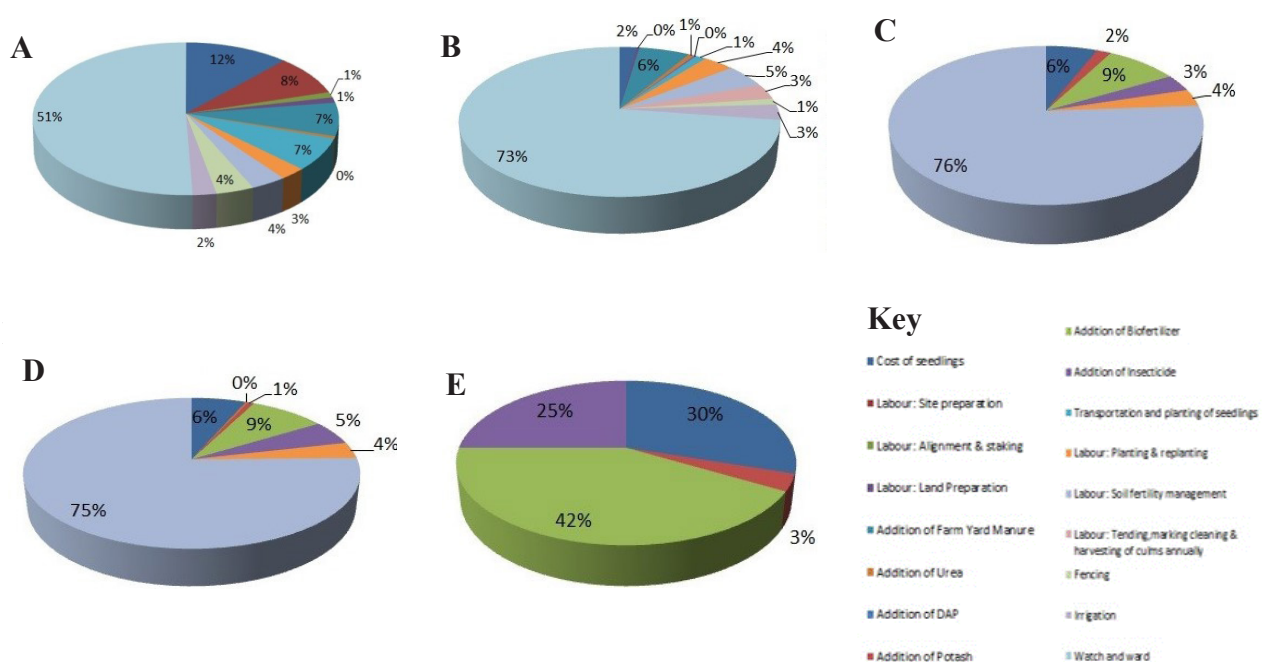 A
12%
8%
1%
1%
7%
0%
7%
3%
4%
4%
2%
51%
B
2%
0%
6%
1%
0%
1%
4%
5%
3%
1%
3%
73%
C
6%
2%
9%
3%
4%
76%
D
6%
0%
1%
9%
5%
4%
75%
E
25%
30%
42%
3%
Key
Cost of seedlings
Labour: Site preparation
Labour: Alignment & staking
Labour: Land Preparation
Addition of Farm Yard Manure
Addition of Urea
Addition of DAP
Addition of Potash
Addition of Biofertilizer
Addition of Insecticide
Transportation and planting of seedlings
Labour: Planting & replanting
Labour: Soil fertility management
Labour: Tending,marking cleaning &
harvesting of culms annually
Fencing
Irrigation
Watch and ward